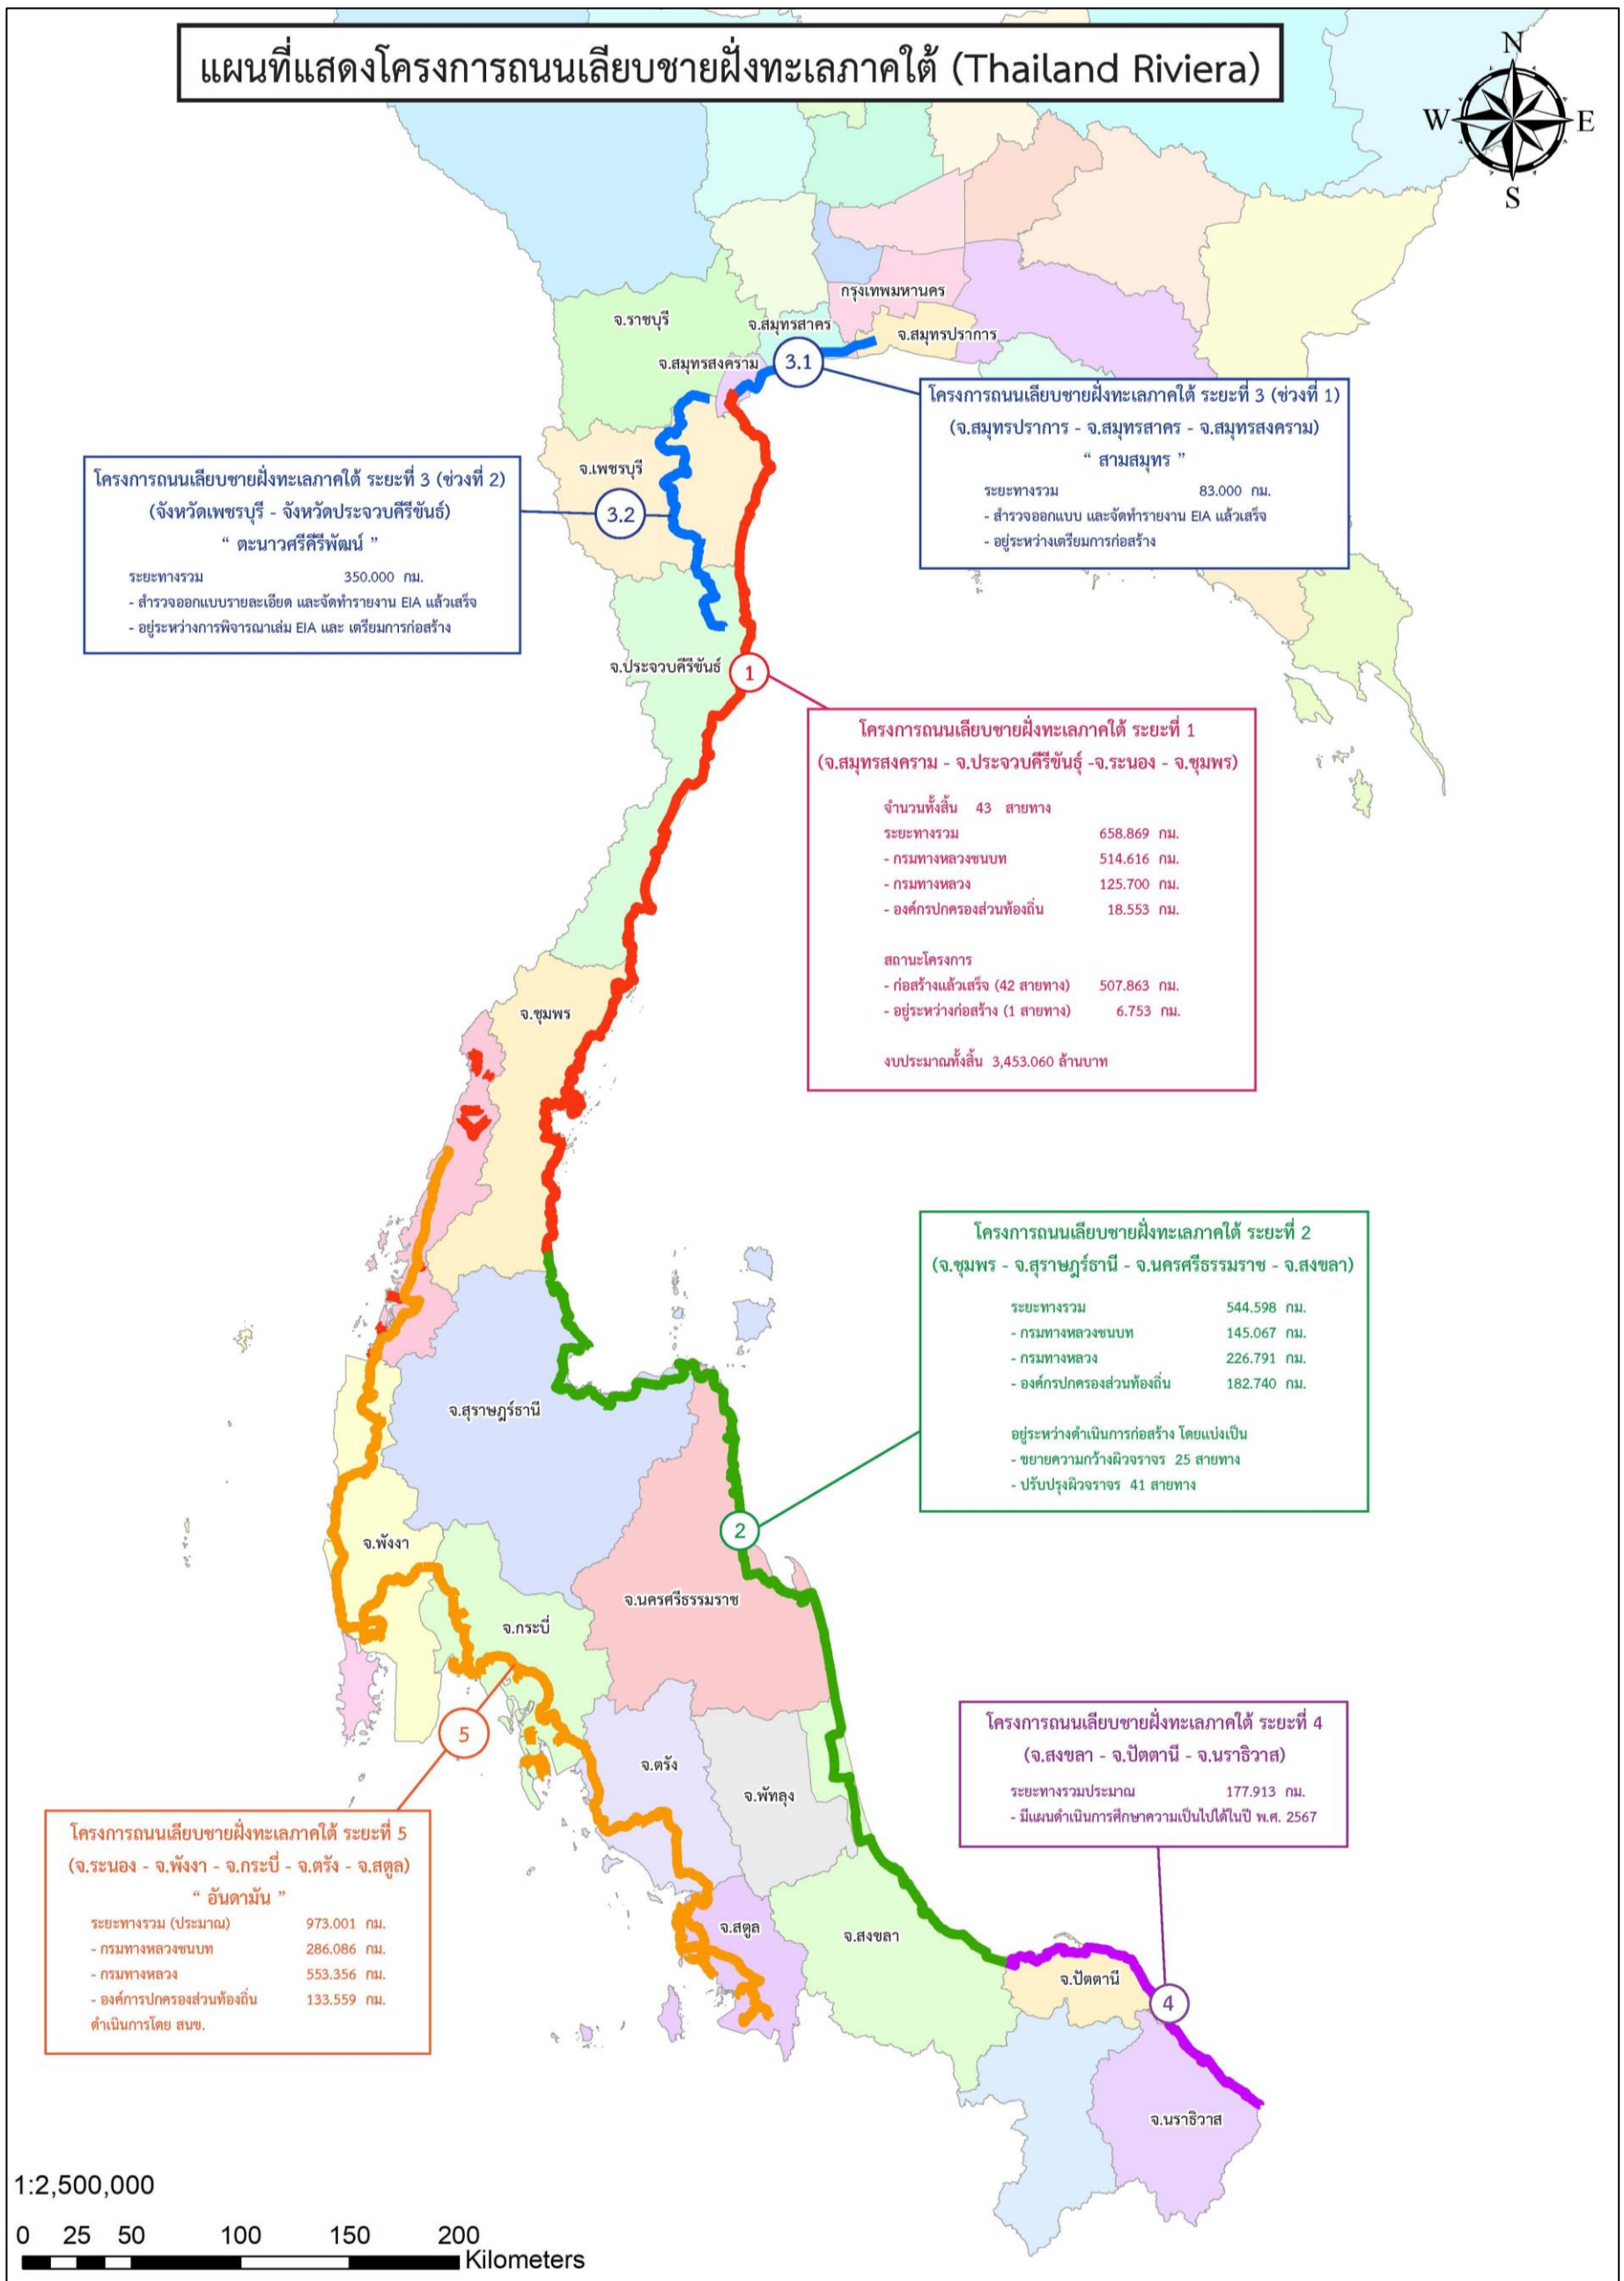 แผนที่แสดงโครงการถนนเลียบชายฝั่งทะเลภาคใต้ (Thailand Riviera)
N
W
E
S
กรุงเทพมหานคร
จ.ราชบุรี
จ.สมุทรสาคร
จ.สมุทรปราการ
จ.สมุทรสงคราม
3.1
โครงการถนนเลียบชายฝั่งทะเลภาคใต้ ระยะที่ 3 (ช่วงที่ 1)
(จ.สมุทรปราการ - จ.สมุทรสาคร - จ.สมุทรสงคราม)
“ สามสมุทร ”
ระยะทางรวม 83.000 กม.
- สำรวจออกแบบ และจัดทำรายงาน EIA แล้วเสร็จ
- อยู่ระหว่างเตรียมการก่อสร้าง
จ.เพชรบุรี
3.2
โครงการถนนเลียบชายฝั่งทะเลภาคใต้ ระยะที่ 3 (ช่วงที่ 2)
(จังหวัดเพชรบุรี - จังหวัดประจวบคีรีขันธ์)
“ ตะนาวศรีคีรีพัฒน์ ”
ระยะทางรวม 350.000 กม.
- สำรวจออกแบบรายละเอียด และจัดทำรายงาน EIA แล้วเสร็จ
- อยู่ระหว่างการพิจารณาเล่ม EIA และ เตรียมการก่อสร้าง
จ.ประจวบคีรีขันธ์
1
โครงการถนนเลียบชายฝั่งทะเลภาคใต้ ระยะที่ 1
(จ.สมุทรสงคราม - จ.ประจวบคีรีขันธุ์ -จ.ระนอง - จ.ชุมพร)
จำนวนทั้งสิ้น 43 สายทาง
ระยะทางรวม 658.869 กม.
- กรมทางหลวงชนบท 514.616 กม.
- กรมทางหลวง 125.700 กม.
- องค์กรปกครองส่วนท้องถิ่น 18.553 กม.
สถานะโครงการ
- ก่อสร้างแล้วเสร็จ (42 สายทาง) 507.863 กม.
- อยู่ระหว่างก่อสร้าง (1 สายทาง) 6.753 กม.
งบประมาณทั้งสิ้น 3,453.060 ล้านบาท
จ.ชุมพร
โครงการถนนเลียบชายฝั่งทะเลภาคใต้ ระยะที่ 2
(จ.ชุมพร - จ.สุราษฎร์ธานี - จ.นครศรีธรรมราช - จ.สงขลา)
ระยะทางรวม 544.598 กม.
- กรมทางหลวงชนบท 145.067 กม.
- กรมทางหลวง 226.791 กม.
- องค์กรปกครองส่วนท้องถิ่น 182.740 กม.
อยู่ระหว่างดำเนินการก่อสร้าง โดยแบ่งเป็น
- ขยายความกว้างผิวจราจร 25 สายทาง
- ปรับปรุงผิวจราจร 41 สายทาง
จ.สุราษฎร์ธานี
2
จ.พังงา
จ.นครศรีธรรมราช
จ.กระบี่
5
จ.ตรัง
จ.พัทลุง
โครงการถนนเลียบชายฝั่งทะเลภาคใต้ ระยะที่ 4
(จ.สงขลา - จ.ปัตตานี - จ.นราธิวาส)
ระยะทางรวมประมาณ 177.913 กม.
- มีแผนดำเนินการศึกษาความเป็นไปได้ในปี พ.ศ. 2567
โครงการถนนเลียบชายฝั่งทะเลภาคใต้ ระยะที่ 5
(จ.ระนอง - จ.พังงา - จ.กระบี่ - จ.ตรัง - จ.สตูล)
“ อันดามัน ”
ระยะทางรวม (ประมาณ) 973.001 กม.
- กรมทางหลวงชนบท 286.086 กม.
- กรมทางหลวง 553.356 กม.
- องค์การปกครองส่วนท้องถิ่น 133.559 กม.
ดำเนินการโดย สนข.
จ.สตูล
จ.สงขลา
จ.ปัตตานี
4
จ.นราธิวาส
1:2,500,000
0 25 50 100 150 200
Kilometers